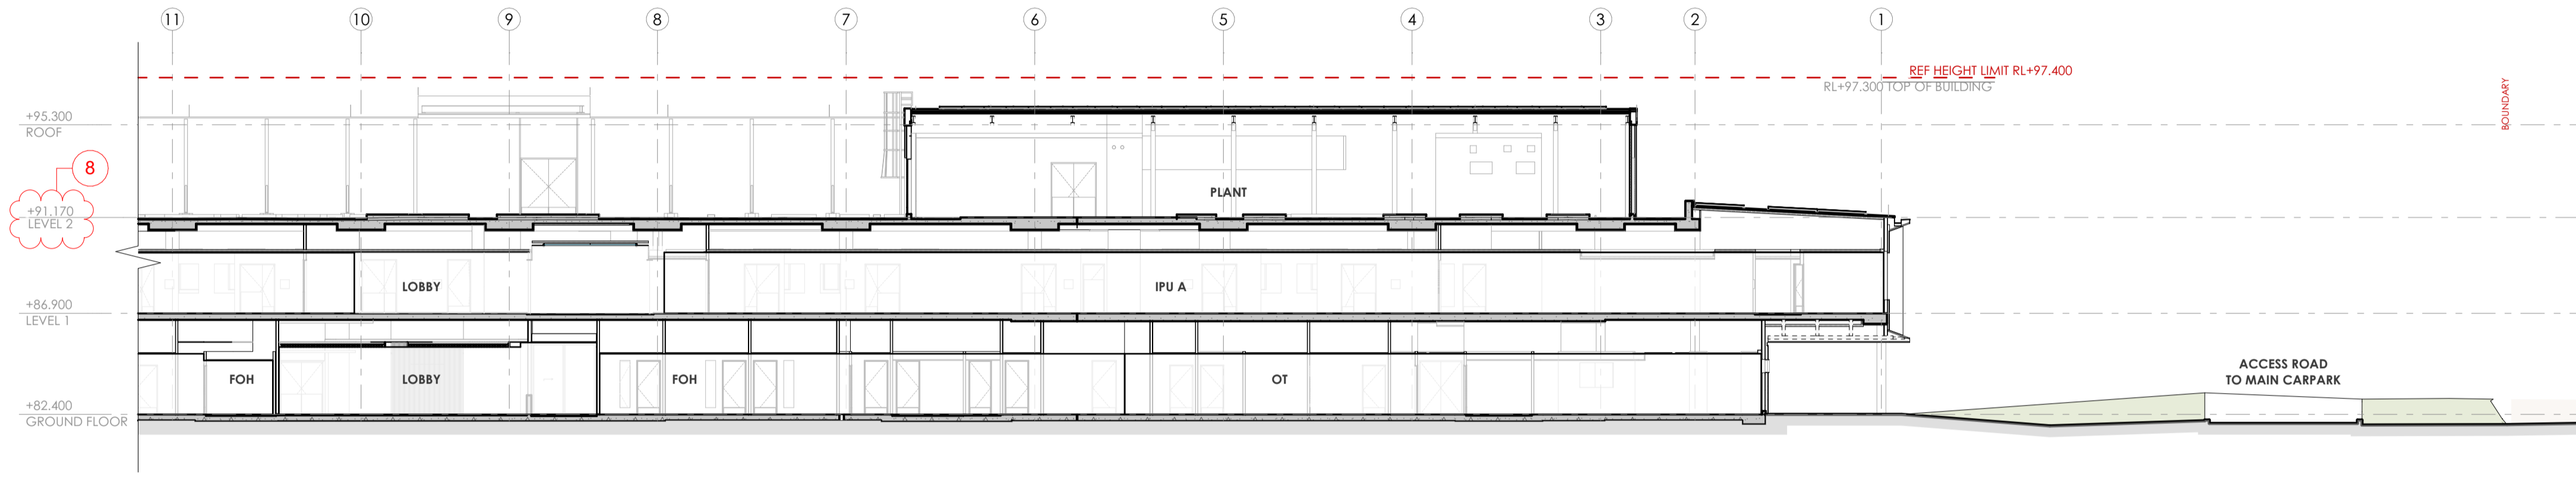 11 10 9 8 7 6 5 4 3 2 1
REF HEIGHT LIMIT RL+97.400
RL+97.300 TOP OF BUILDING
BOUNDARY
+95.300
ROOF
8
PLANT
+91.170
LEVEL 2
LOBBY
IPU A
+86.900
LEVEL 1
FOH
LOBBY
FOH
OT
ACCESS ROAD
TO MAIN CARPARK
+82.400
GROUND FLOOR